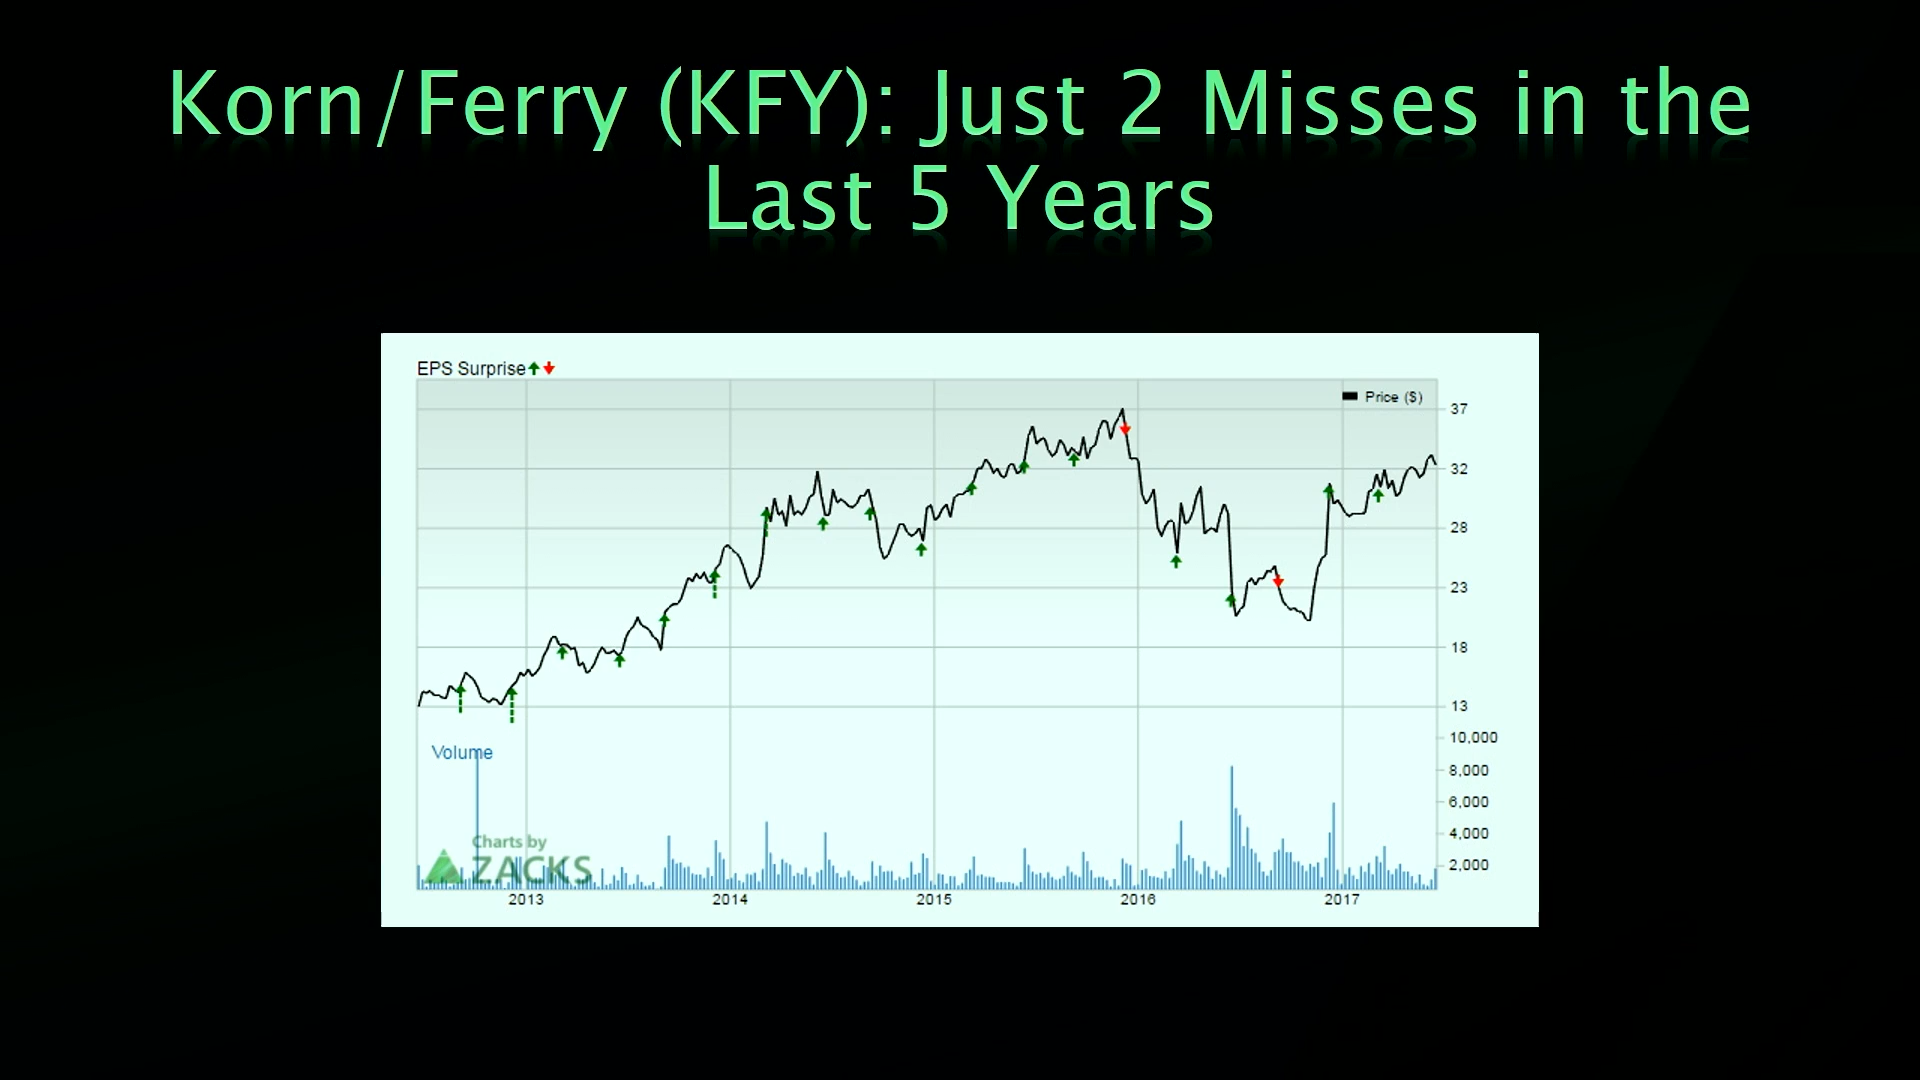 Korn/Ferry (KFY): Just 2 Misses in the
Last 5 Years
EPS Surprise
Price ($)
37
32
28
23
18
13
Volume
10,000
8,000
6,000
4,000
2,000
Charts by
ZACKS
2013 2014 2015 2016 2017